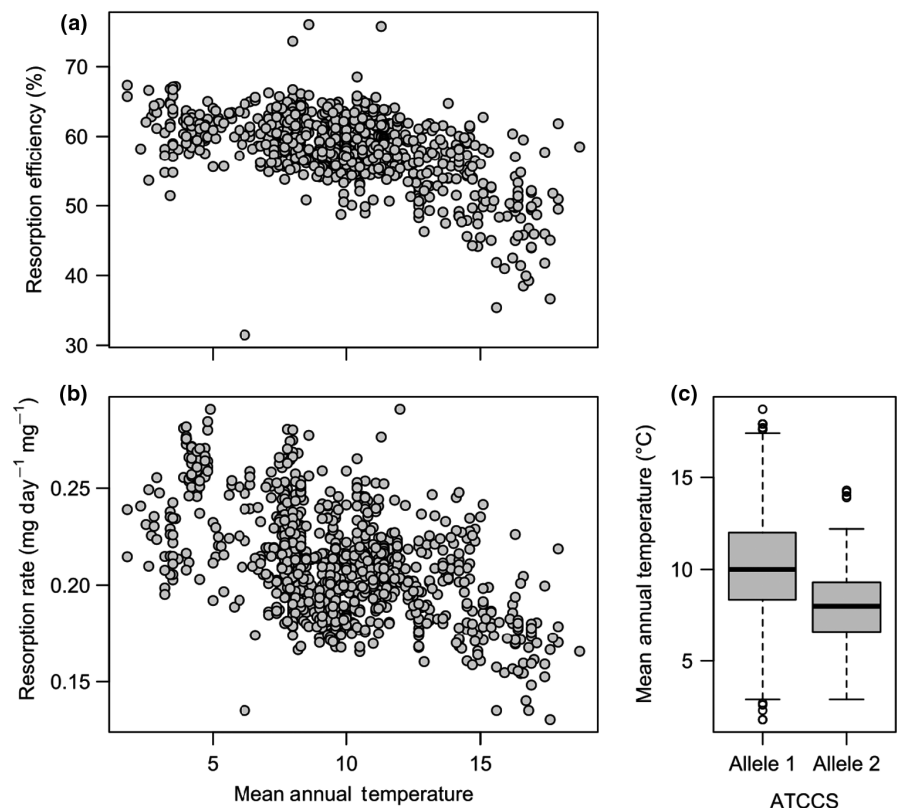 (a)
Resorption efficiency (%)
70
60
50
40
30
(b)
Resorption rate (mg day⁻¹ mg⁻¹)
0.25
0.20
0.15
5 10 15
Mean annual temperature
(c)
Mean annual temperature (°C)
15
10
5
Allele 1 Allele 2
ATCCS